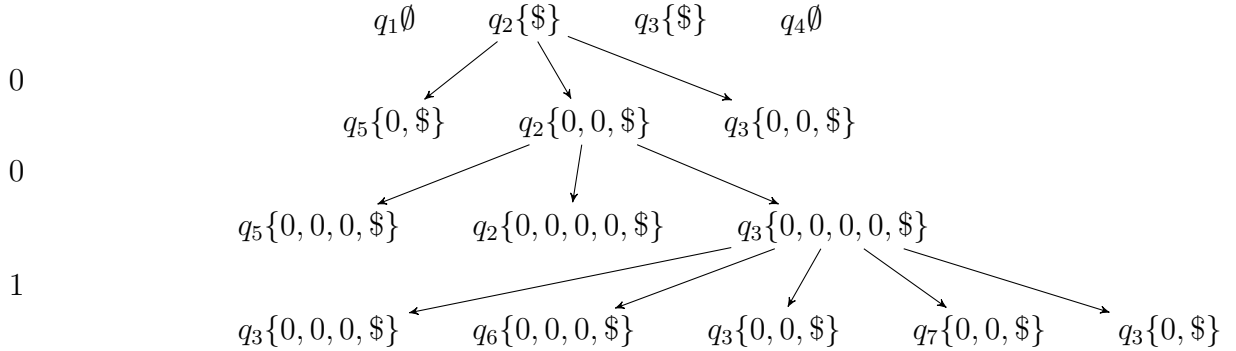 q₁∅ q₂{$} q₃{$} q₄∅
0
q₅{0, $} q₂{0, 0, $} q₃{0, 0, $}
0
q₅{0, 0, 0, $} q₂{0, 0, 0, 0, $} q₃{0, 0, 0, 0, $}
1
q₃{0, 0, 0, $} q₆{0, 0, 0, $} q₃{0, 0, $} q₇{0, 0, $} q₃{0, $}